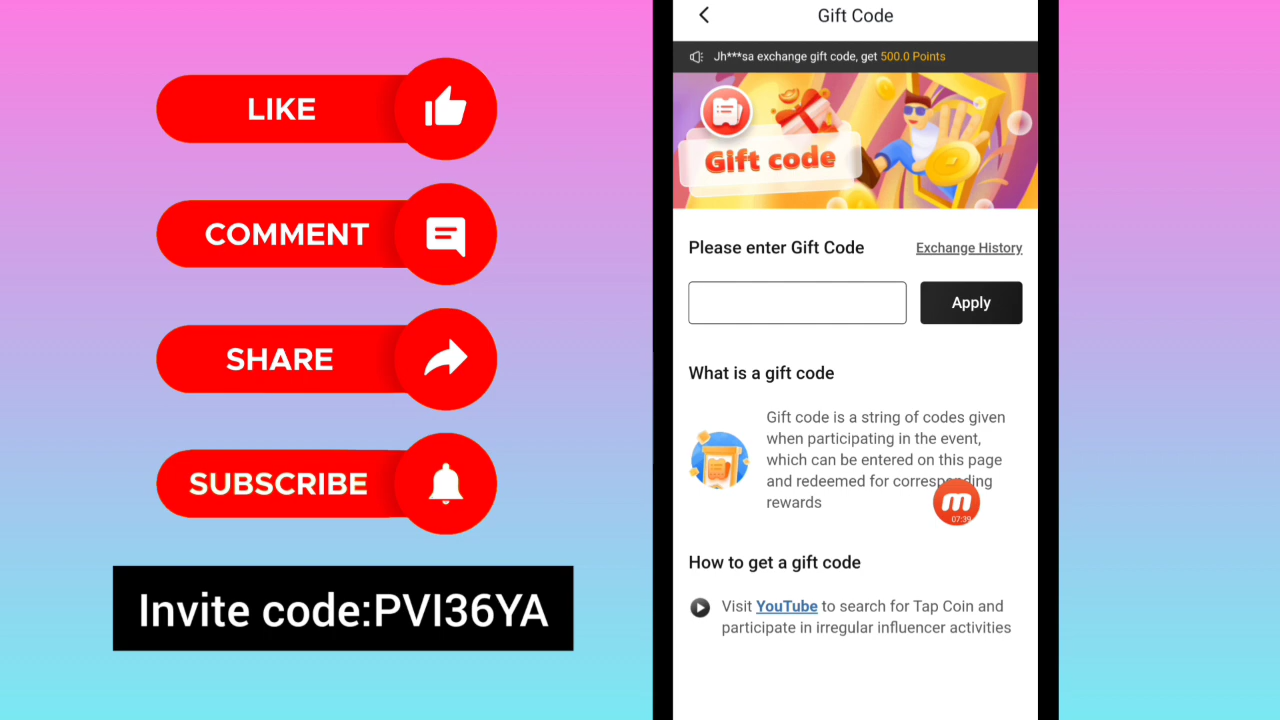 LIKE
COMMENT
SHARE
SUBSCRIBE
Invite code:PVI36YA
Gift Code
Jh***sa exchange gift code, get 500.0 Points
Gift code
Please enter Gift Code
Exchange History
Apply
What is a gift code
Gift code is a string of codes given
when participating in the event,
which can be entered on this page
and redeemed for corresponding
rewards
m
07:39
How to get a gift code
Visit YouTube to search for Tap Coin and
participate in irregular influencer activities